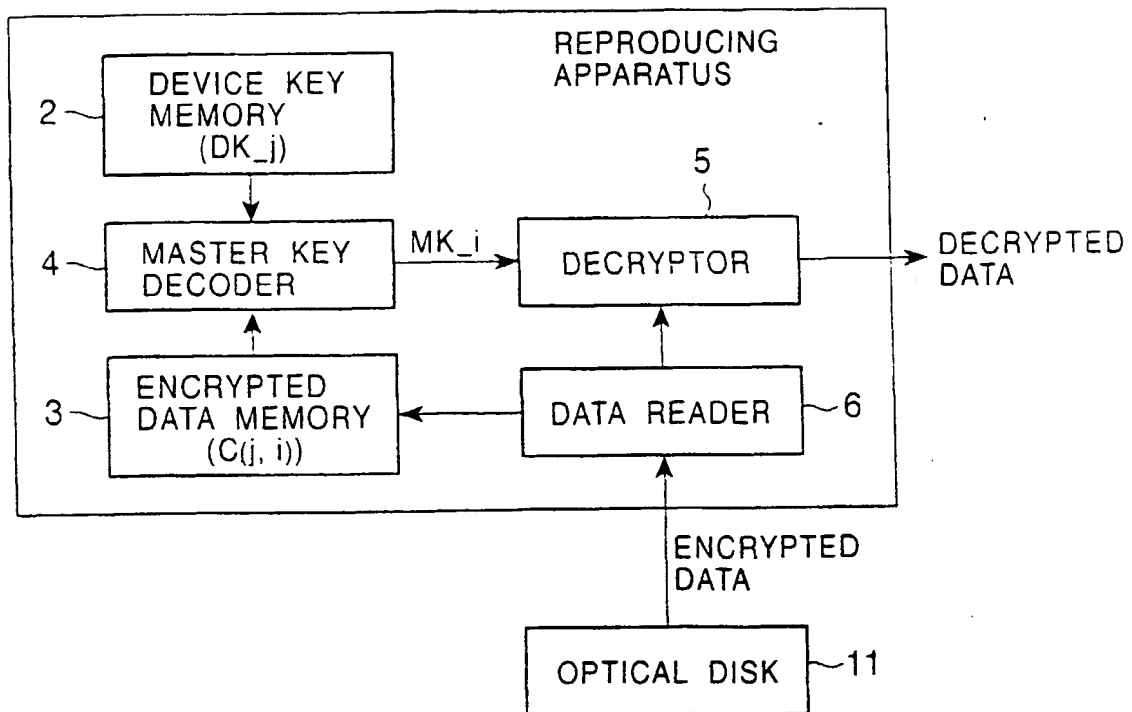 REPRODUCING
APPARATUS
2
DEVICE KEY
MEMORY
(DK_j)
4
MASTER KEY
DECODER
MK_i
5
DECRYPTOR
DECRYPTED
DATA
3
ENCRYPTED
DATA MEMORY
(C(j, i))
DATA READER
6
ENCRYPTED
DATA
OPTICAL DISK
11